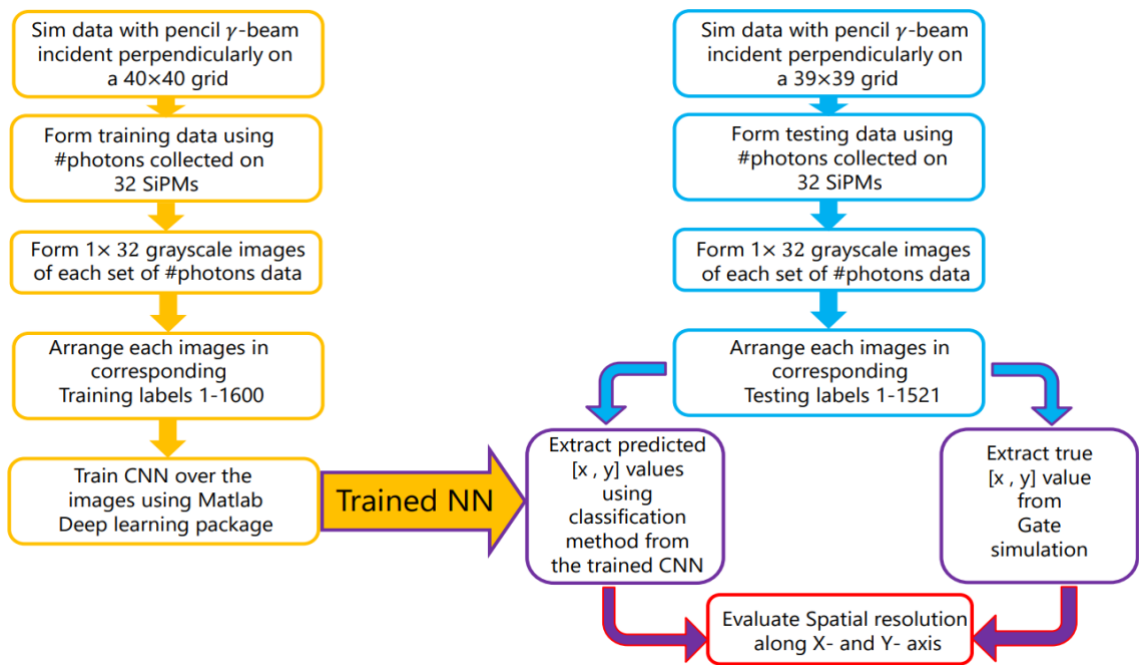 Sim data with pencil γ-beam
incident perpendicularly on
a 40×40 grid
Form training data using
#photons collected on
32 SiPMs
Form 1× 32 grayscale images
of each set of #photons data
Arrange each images in
corresponding
Training labels 1-1600
Train CNN over the
images using Matlab
Deep learning package
Trained NN
Sim data with pencil γ-beam
incident perpendicularly on
a 39×39 grid
Form testing data using
#photons collected on
32 SiPMs
Form 1× 32 grayscale images
of each set of #photons data
Arrange each images in
corresponding
Testing labels 1-1521
Extract predicted
[x , y] values
using
classification
method from
the trained CNN
Extract true
[x , y] value
from
Gate
simulation
Evaluate Spatial resolution
along X- and Y- axis